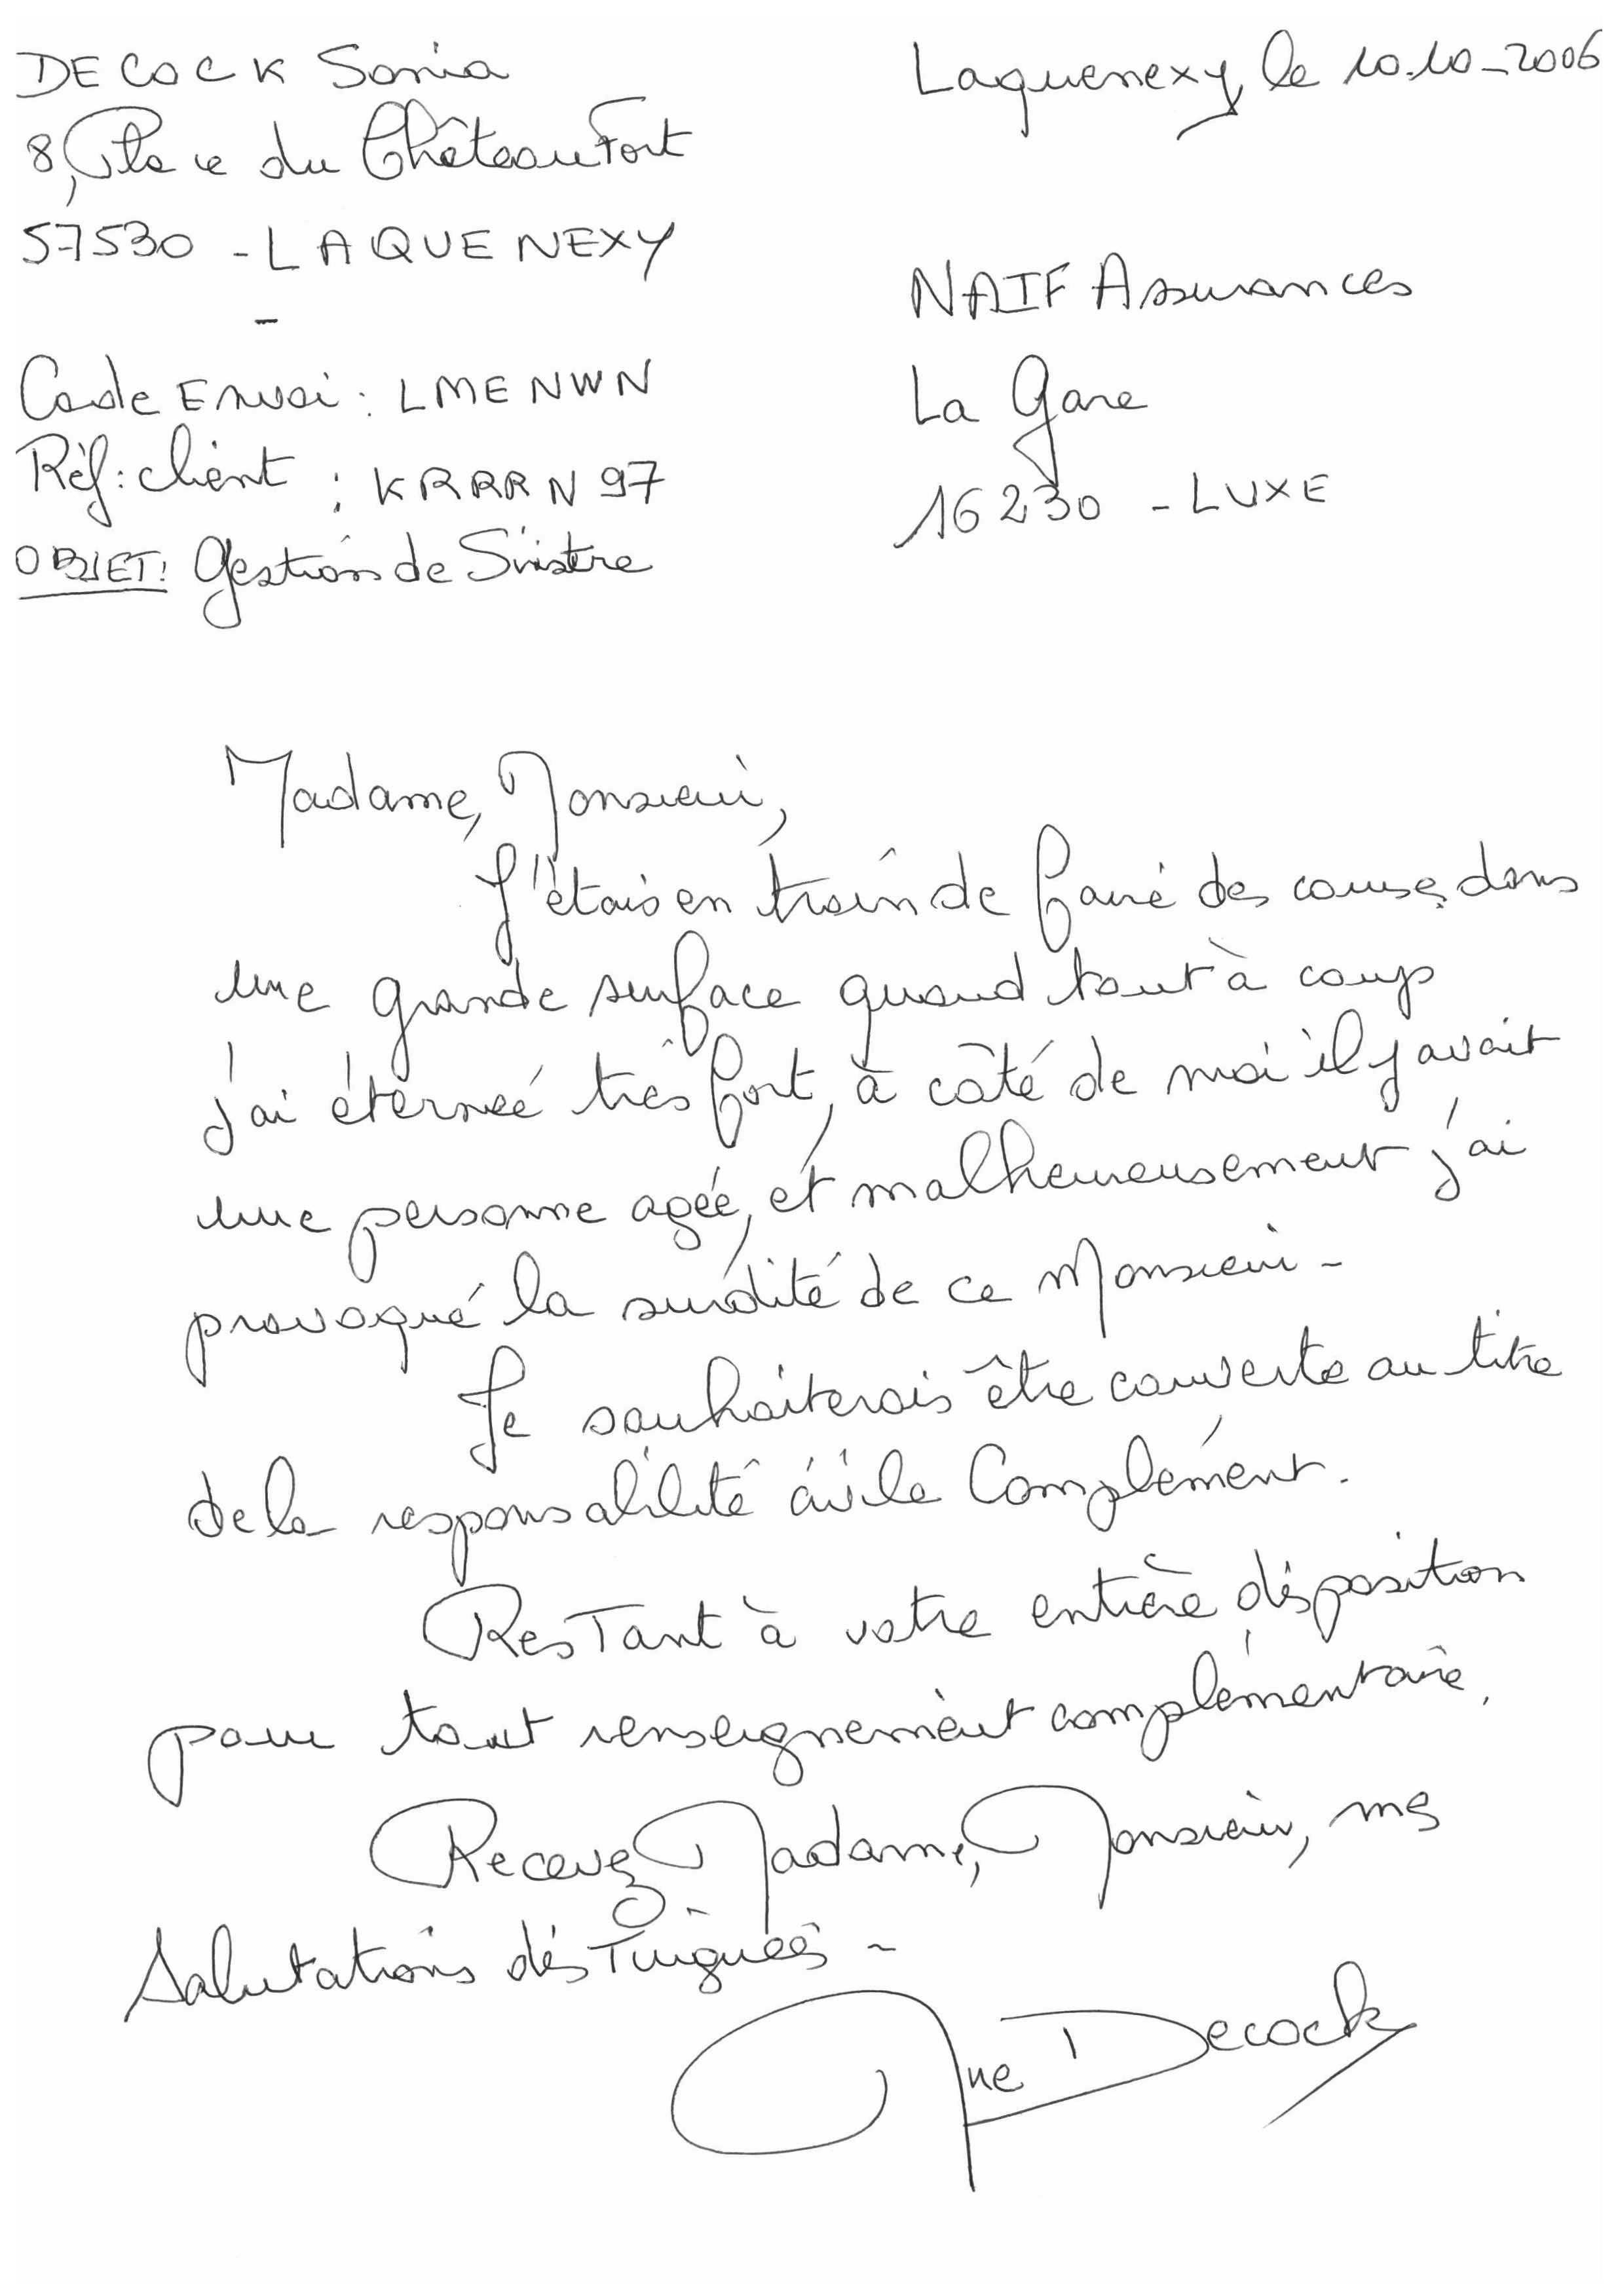 DECOCK Sonia
8, Place du Château Fort
57530 - LAQUENEXY
-
Code Envoi : LMENWN
Réf: client : KRRRN97
OBJET: Gestion de Sinistre
Laquenexy, le 10.10-2006
NAIF Assurances
La Gare
16230 - LUXE
Madame, Monsieur,
J'étais en train de faire des courses dans
une grande surface quand tout à coup
j'ai éternué très fort, à côté de moi il y avait
une personne agée, et malheureusement j'ai
provoqué la surdité de ce Monsieur -
Je souhaiterais être couverte au titre
de la responsabilité civile Complément.
Restant à votre entière disposition
pour tout renseignement complémentaire.
Recevez Madame, Monsieur, mes
Salutations distinguées -
Mme Decock